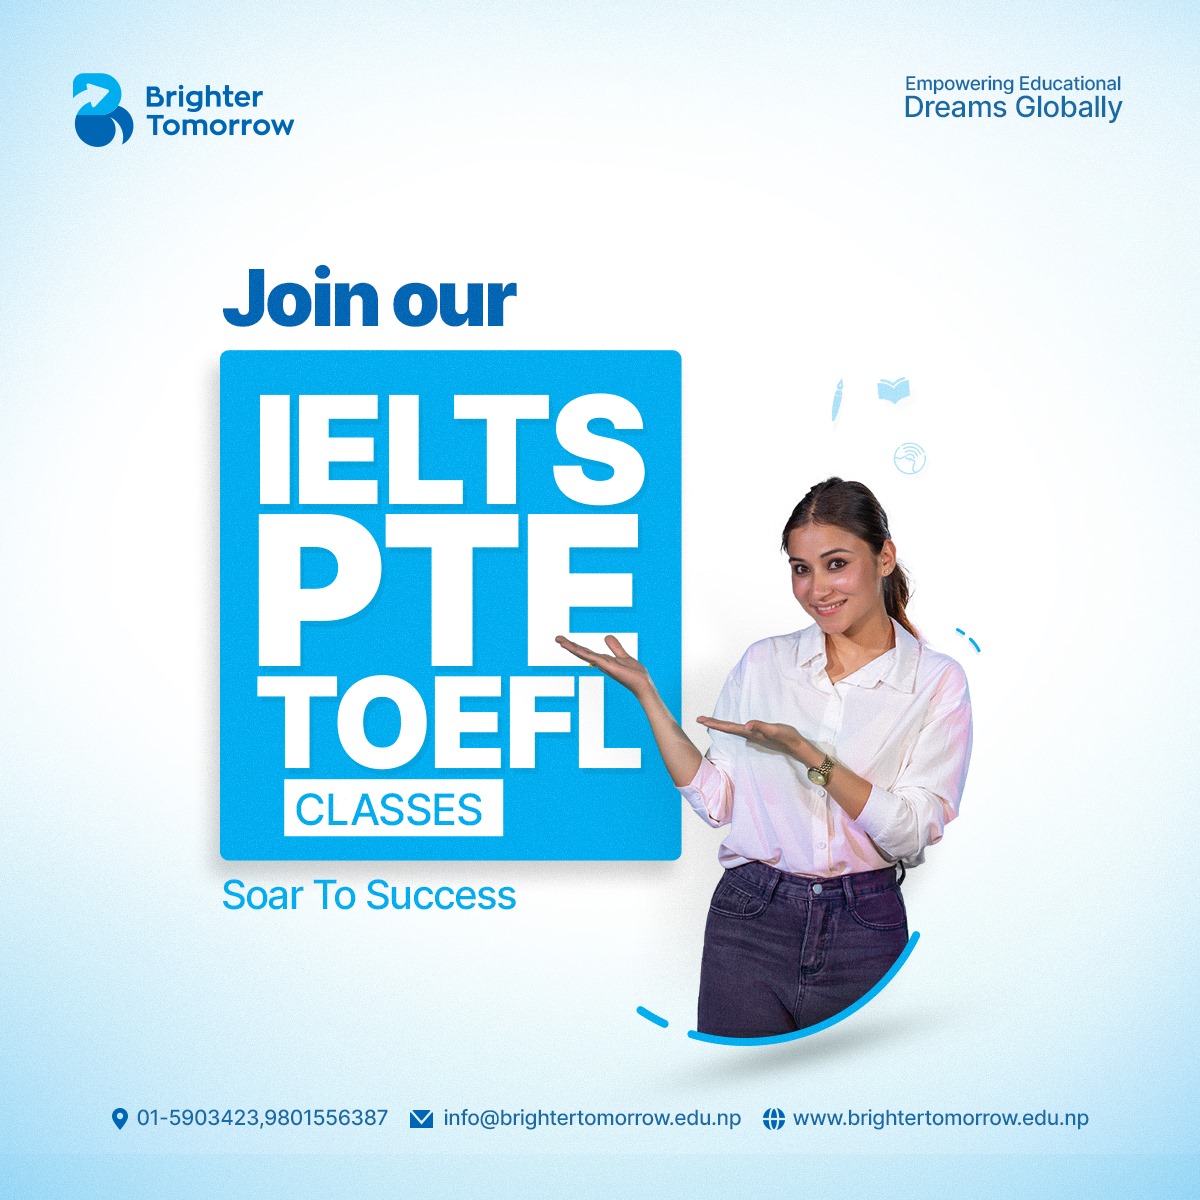 Brighter
Tomorrow
Empowering Educational
Dreams Globally
Join our
IELTS
PTE
TOEFL
CLASSES
Soar To Success
01-5903423,9801556387 info@brightertomorrow.edu.np www.brightertomorrow.edu.np